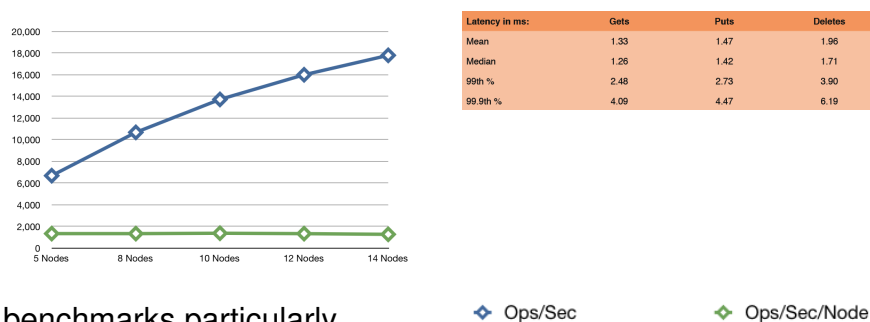 20,000
18,000
16,000
14,000
12,000
10,000
8,000
6,000
4,000
2,000
0
5 Nodes 8 Nodes 10 Nodes 12 Nodes 14 Nodes
Latency in ms: Gets Puts Deletes
Mean 1.33 1.47 1.96
Median 1.26 1.42 1.71
99th % 2.48 2.73 3.90
99.9th % 4.09 4.47 6.19
benchmarks particularly
Ops/Sec Ops/Sec/Node